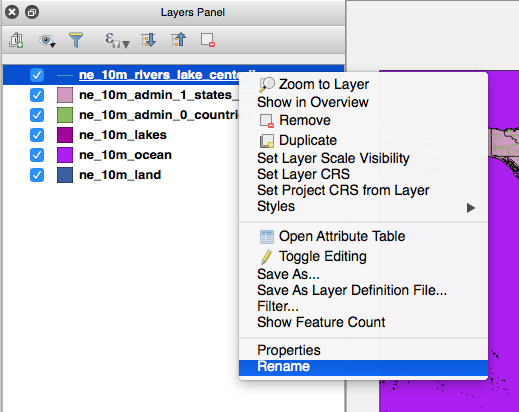 Layers Panel
ne_10m_rivers_lake_centerli
ne_10m_admin_1_states_
ne_10m_admin_0_countri
ne_10m_lakes
ne_10m_ocean
ne_10m_land
Zoom to Layer
Show in Overview
Remove
Duplicate
Set Layer Scale Visibility
Set Layer CRS
Set Project CRS from Layer
Styles
Open Attribute Table
Toggle Editing
Save As...
Save As Layer Definition File...
Filter...
Show Feature Count
Properties
Rename